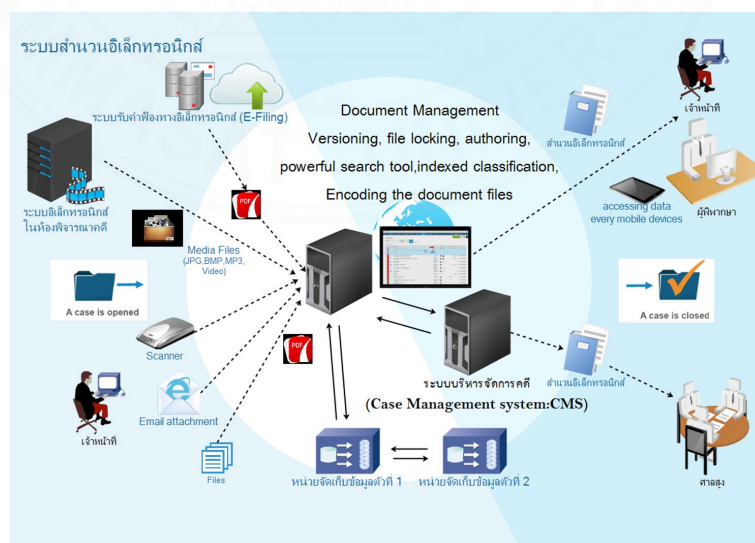 ระบบสำนวนอิเล็กทรอนิกส์
ระบบรับคำฟ้องทางอิเล็กทรอนิกส์ (E-Filing)
Document Management
Versioning, file locking, authoring,
powerful search tool,indexed classification,
Encoding the document files
สำนวนอิเล็กทรอนิกส์
เจ้าหน้าที่
accessing data
every mobile devices
ผู้พิพากษา
ระบบอิเล็กทรอนิกส์
ในห้องพิจารณาคดี
PDF
Media Files
(JPG,BMP,MP3,
Video)
A case is opened
A case is closed
Scanner
PDF
ระบบบริหารจัดการคดี
(Case Management system:CMS)
สำนวนอิเล็กทรอนิกส์
เจ้าหน้าที่
Email attachment
Files
หน่วยจัดเก็บข้อมูลตัวที่ 1
หน่วยจัดเก็บข้อมูลตัวที่ 2
ศาลสูง